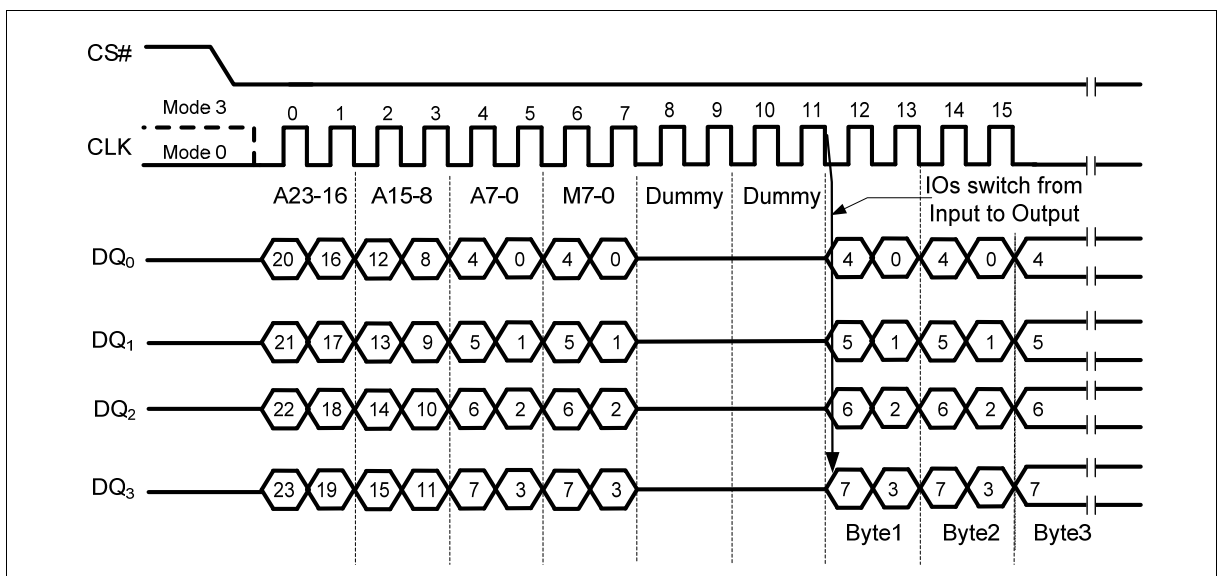 CS#
Mode 3
0 1 2 3 4 5 6 7 8 9 10 11 12 13 14 15
CLK
Mode 0
A23-16 A15-8 A7-0 M7-0 Dummy Dummy
IOs switch from
Input to Output
DQ0 20 16 12 8 4 0 4 0 4 0 4 0 4
DQ1 21 17 13 9 5 1 5 1 5 1 5 1 5
DQ2 22 18 14 10 6 2 6 2 6 2 6 2 6
DQ3 23 19 15 11 7 3 7 3 7 3 7 3 7
Byte1 Byte2 Byte3